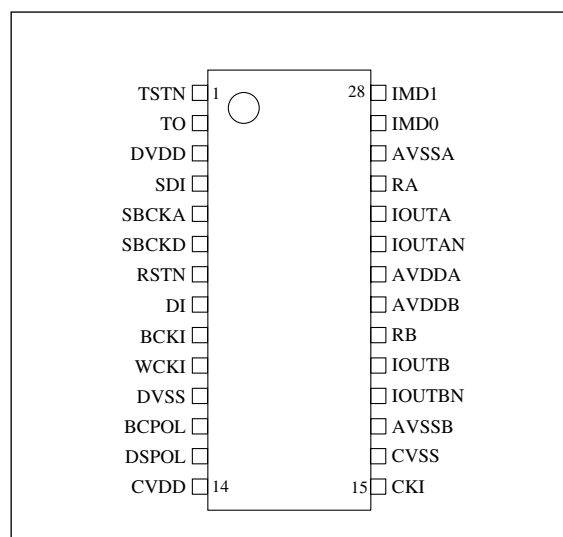 TSTN 1 28 IMD1
TO IMD0
DVDD AVSSA
SDI RA
SBCKA IOUTA
SBCKD IOUTAN
RSTN AVDDA
DI AVDDB
BCKI RB
WCKI IOUTB
DVSS IOUTBN
BCPOL AVSSB
DSPOL CVSS
CVDD 14 15 CKI